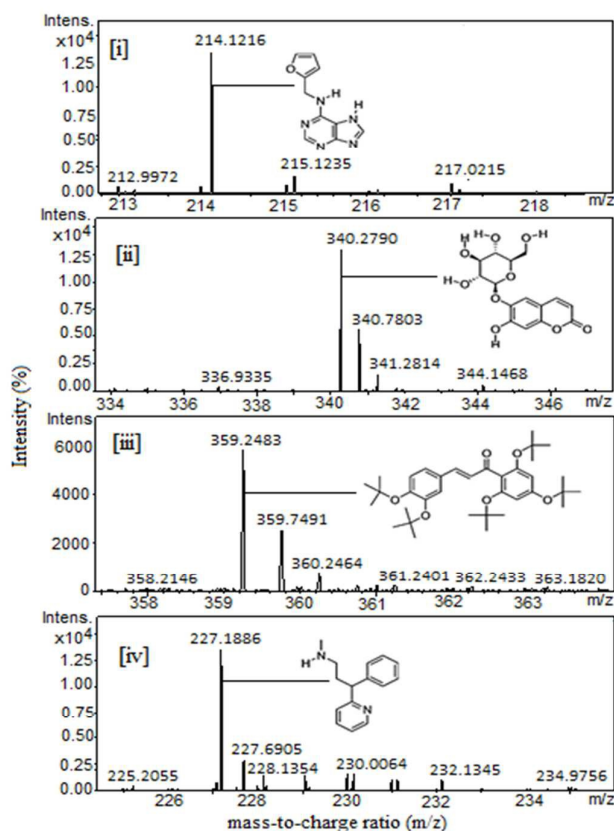 Intens.
x10⁴
[i]
214.1216
1.00
0.75
0.50
0.25
0.00
212.9972
215.1235
217.0215
213
214
215
216
217
218
m/z
O
N
H
N
H
N
N
N
Intens.
x10⁴
[ii]
340.2790
1.25
1.00
0.75
0.50
0.25
0.00
340.7803
341.2814
336.9335
344.1468
334
336
338
340
342
344
346
m/z
H
O
O
H
H
O
O
O-H
H
O
O
O
O
O
H
Intensity (%)
Intens
[iii]
6000
4000
2000
0
359.2483
359.7491
360.2464
358.2146
361.2401
362.2433
363.1820
358
359
360
361
362
363
m/z
O
O
O
O
O
O
Intens.
x10⁴
[iv]
227.1886
1.25
1.00
0.75
0.50
0.25
0.00
227.6905
228.1354
230.0064
232.1345
225.2055
234.9756
226
228
230
232
234
m/z
H
N
N
mass-to-charge ratio (m/z)